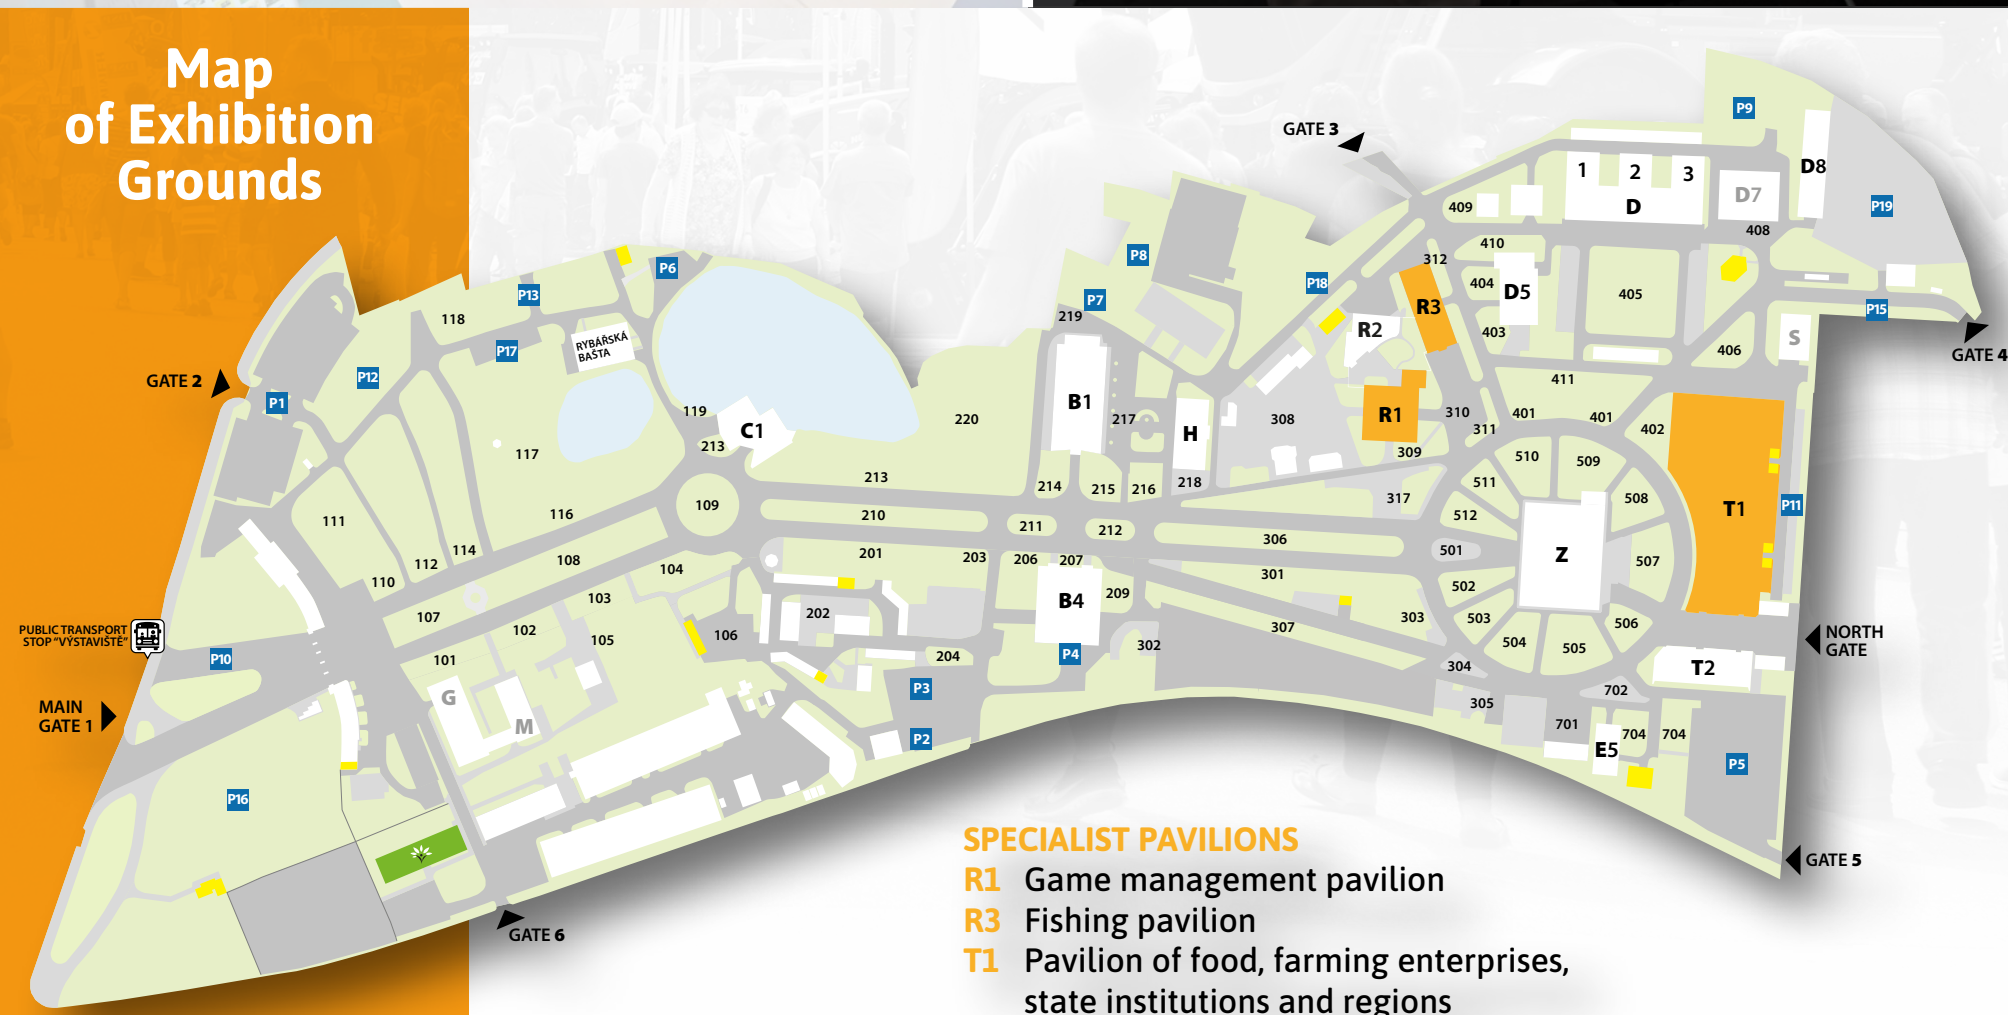 Map
of Exhibition
Grounds
GATE 3
P9
1
2
3
D8
D
D7
P19
409
408
410
312
P8
P18
404
D5
405
R3
P6
P13
P7
219
P15
118
403
R2
S
RYBÁŘSKÁ
BAŠTA
P17
406
GATE 4
GATE 2
P12
411
P1
B1
119
C1
220
217
H
308
R1
310
401
401
402
311
213
117
309
510
509
213
214
215
216
218
511
317
508
T1
P11
109
116
111
210
211
212
512
306
501
Z
114
112
110
108
104
201
203
206
207
301
502
507
103
107
202
B4
209
303
503
506
PUBLIC TRANSPORT
STOP "VÝSTAVIŠTĚ"
102
105
106
307
504
505
NORTH
GATE
P10
101
204
P4
302
304
T2
P3
702
MAIN
GATE 1
G
M
305
701
704
704
P2
E5
P5
P16
GATE 5
GATE 6
SPECIALIST PAVILIONS
R1 Game management pavilion
R3 Fishing pavilion
T1 Pavilion of food, farming enterprises,
state institutions and regions